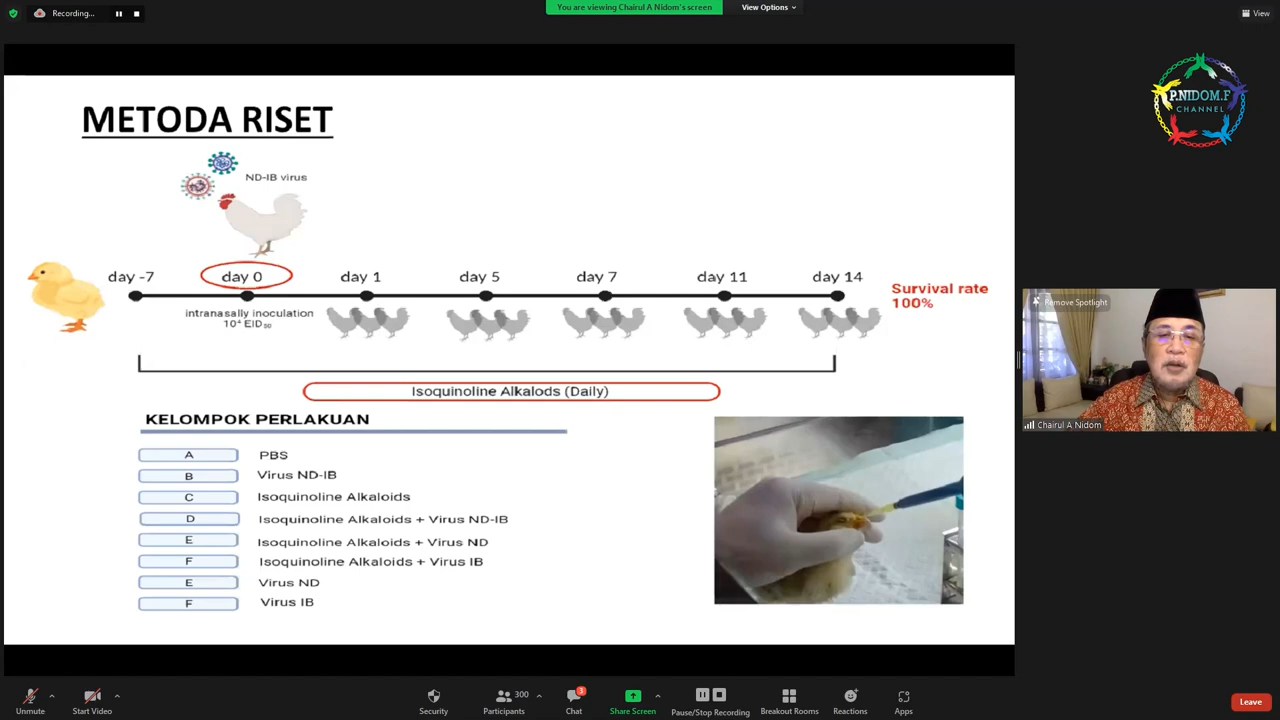 Recording...
You are viewing Chairul A Nidom's screen
View Options
View
METODA RISET
ND-IB virus
day -7
day 0
day 1
day 5
day 7
day 11
day 14
intranasally inoculation
10⁴ EID₅₀
Survival rate
100%
Isoquinoline Alkalods (Daily)
KELOMPOK PERLAKUAN
A PBS
B Virus ND-IB
C Isoquinoline Alkaloids
D Isoquinoline Alkaloids + Virus ND-IB
E Isoquinoline Alkaloids + Virus ND
F Isoquinoline Alkaloids + Virus IB
E Virus ND
F Virus IB
P.NIDOM.F
CHANNEL
Remove Spotlight
Chairul A Nidom
Unmute
Start Video
Security
300
Participants
3
Chat
Share Screen
Pause/Stop Recording
Breakout Rooms
Reactions
Apps
Leave